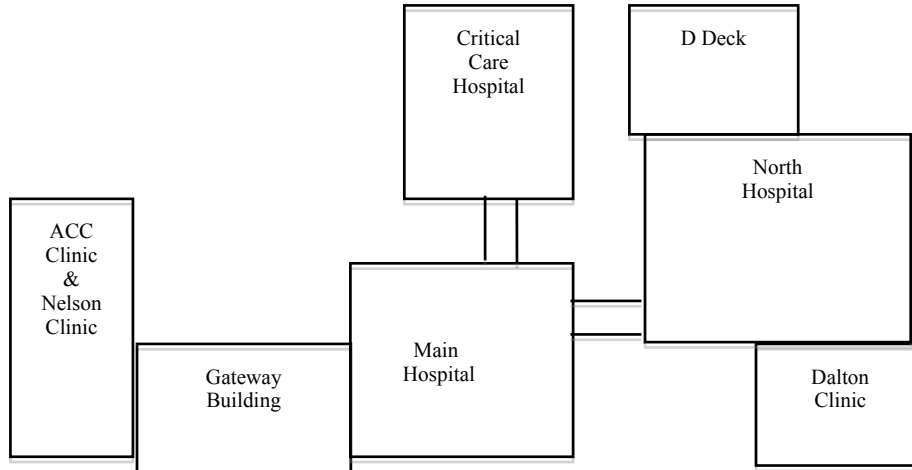 Critical
Care
Hospital
D Deck
North
Hospital
ACC
Clinic
&
Nelson
Clinic
Main
Hospital
Gateway
Building
Dalton
Clinic